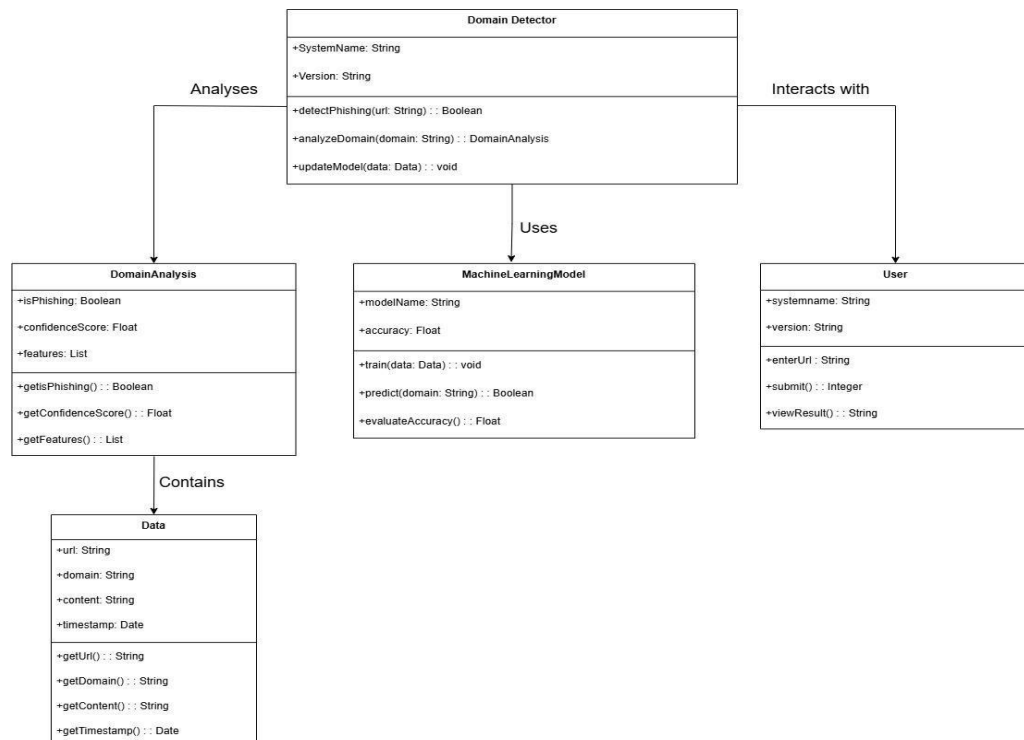 Domain Detector
+SystemName: String
+Version: String
+detectPhishing(url: String) : : Boolean
+analyzeDomain(domain: String) : : DomainAnalysis
+updateModel(data: Data) : : void
Analyses
Interacts with
Uses
DomainAnalysis
+isPhishing: Boolean
+confidenceScore: Float
+features: List
+getisPhishing() : : Boolean
+getConfidenceScore() : : Float
+getFeatures() : : List
MachineLearningModel
+modelName: String
+accuracy: Float
+train(data: Data) : : void
+predict(domain: String) : : Boolean
+evaluateAccuracy() : : Float
User
+systemname: String
+version: String
+enterUrl : String
+submit() : : Integer
+viewResult() : : String
Contains
Data
+url: String
+domain: String
+content: String
+timestamp: Date
+getUrl() : : String
+getDomain() : : String
+getContent() : : String
+getTimestamp() : : Date